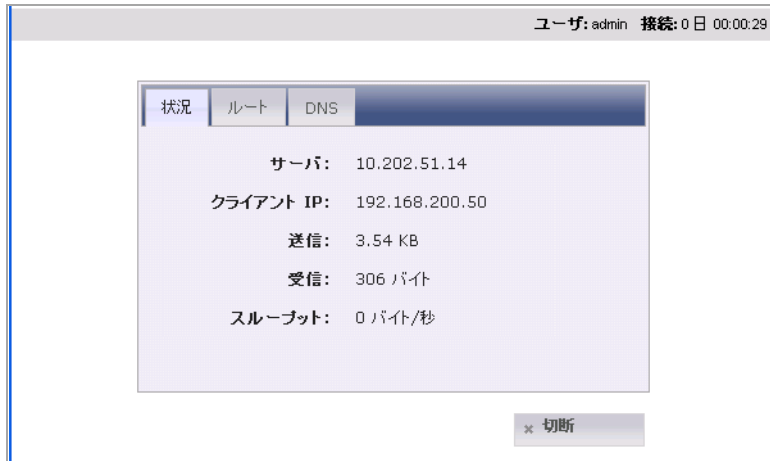 ユーザ: admin 接続: 0 日 00:00:29
状況 ルート DNS
サーバ: 10.202.51.14
クライアント IP: 192.168.200.50
送信: 3.54 KB
受信: 306 バイト
スループット: 0 バイト/秒
× 切断